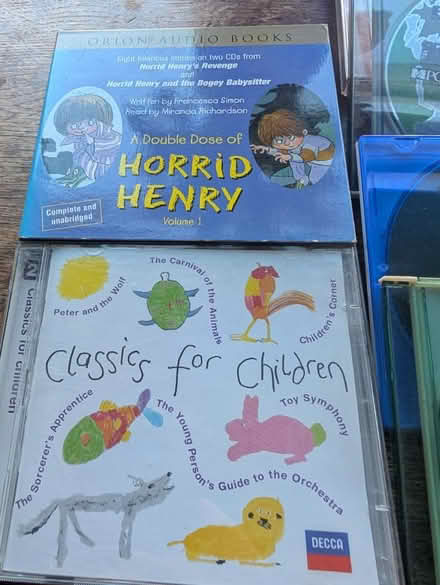 ORION AUDIO BOOKS
Eight hilarious stories on two CDs from
Horrid Henry's Revenge
and
Horrid Henry and the Bogey Babysitter
Written by Francesca Simon
Read by Miranda Richardson
A Double Dose of
HORRID
HENRY
Volume 1
Complete and
unabridged
Classics for Children
Peter and the Wolf
The Carnival of the Animals
Children's Corner
Classics for Children
The Sorcerer's Apprentice
The Young Person's Guide to the Orchestra
Toy Symphony
DECCA